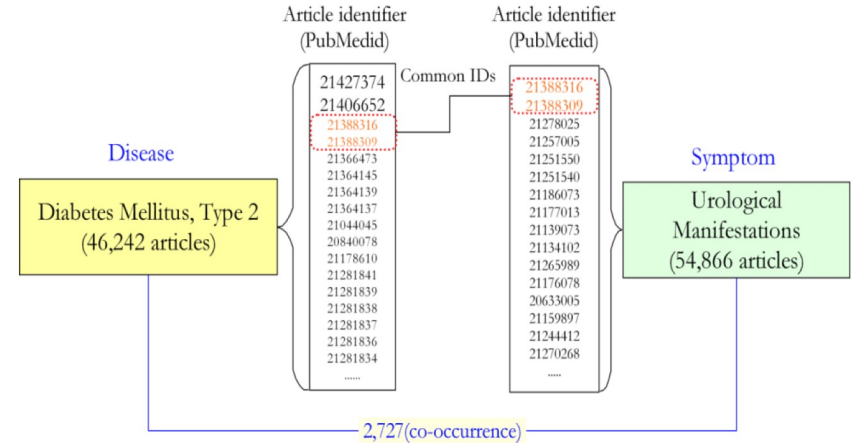 Article identifier
(PubMedid)
Article identifier
(PubMedid)
Common IDs
21427374
21406652
21388316
21388309
21366473
21364145
21364139
21364137
21044045
20840078
21178610
21281841
21281839
21281838
21281837
21281836
21281834
......
21388316
21388309
21278025
21257005
21251550
21251540
21186073
21177013
21139073
21134102
21265989
21176078
20633005
21159897
21244412
21270268
.....
Disease
Diabetes Mellitus, Type 2
(46,242 articles)
Symptom
Urological
Manifestations
(54,866 articles)
2,727(co-occurrence)